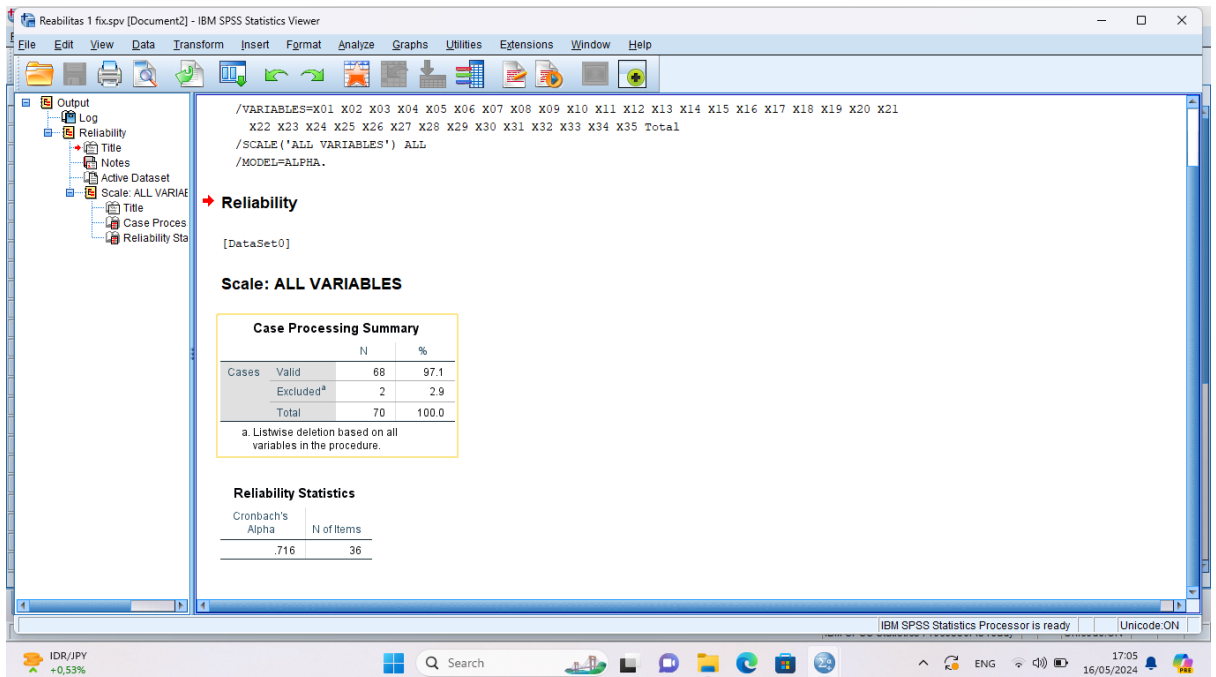 Reabilitas 1 fix.spv [Document2] - IBM SPSS Statistics Viewer
File Edit View Data Transform Insert Format Analyze Graphs Utilities Extensions Window Help
Output
Log
Reliability
Title
Notes
Active Dataset
Scale: ALL VARIAE
Title
Case Proces
Reliability Sta
/VARIABLES=X01 X02 X03 X04 X05 X06 X07 X08 X09 X10 X11 X12 X13 X14 X15 X16 X17 X18 X19 X20 X21
X22 X23 X24 X25 X26 X27 X28 X29 X30 X31 X32 X33 X34 X35 Total
/SCALE('ALL VARIABLES') ALL
/MODEL=ALPHA.
Reliability
[DataSet0]
Scale: ALL VARIABLES
Case Processing Summary
N %
Cases Valid 68 97.1
Excludedª 2 2.9
Total 70 100.0
a. Listwise deletion based on all
variables in the procedure.
Reliability Statistics
Cronbach's
Alpha N of Items
.716 36
IBM SPSS Statistics Processor is ready Unicode:ON
IDR/JPY
+0,53%
Search
ENG
17:05
16/05/2024
PRE